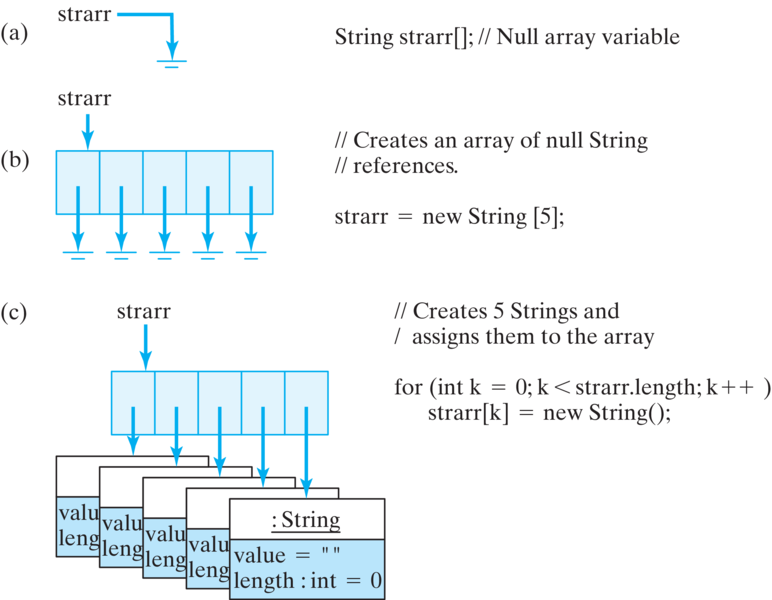 (a)
strarr
String strarr[]; // Null array variable
(b)
strarr
// Creates an array of null String
// references.
strarr = new String [5];
(c)
strarr
// Creates 5 Strings and
/ assigns them to the array
for (int k = 0; k < strarr.length; k++ )
strarr[k] = new String();
valu
leng
valu
leng
valu
leng
valu
leng
: String
value = " "
length : int = 0